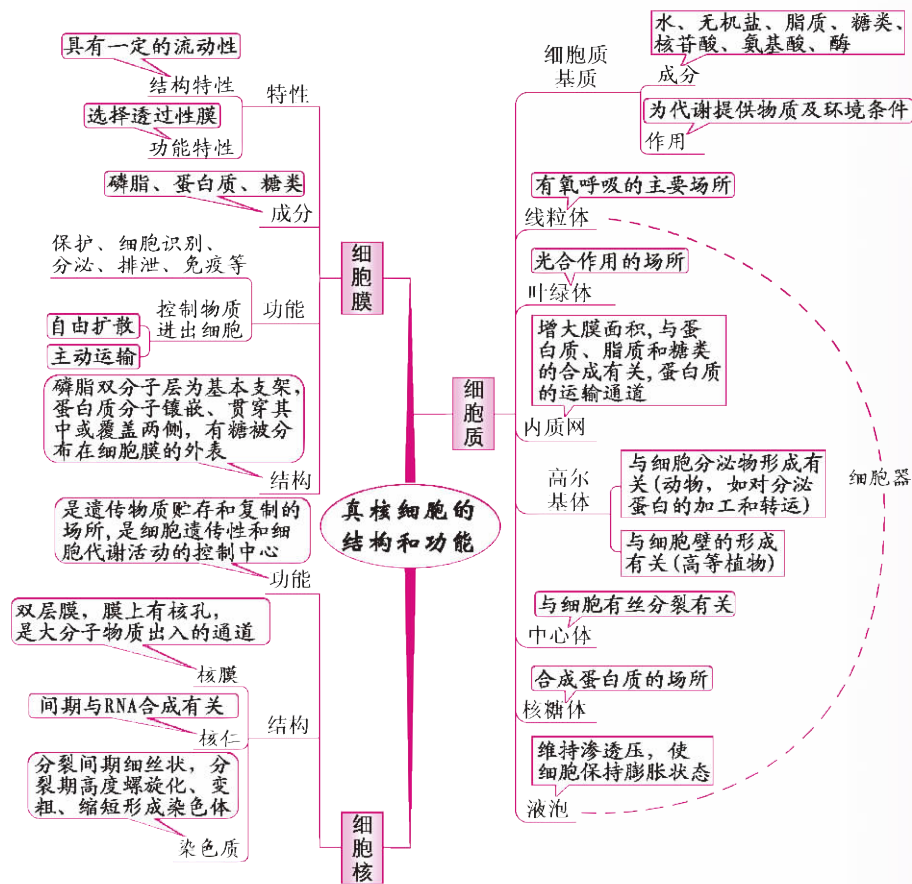 真核细胞的
结构和功能
细胞膜
特性
具有一定的流动性
结构特性
选择透过性膜
功能特性
磷脂、蛋白质、糖类
成分
保护、细胞识别、
分泌、排泄、免疫等
控制物质
进出细胞
功能
自由扩散
主动运输
磷脂双分子层为基本支架,
蛋白质分子镶嵌、贯穿其
中或覆盖两侧, 有糖被分
布在细胞膜的外表
结构
是遗传物质贮存和复制的
场所, 是细胞遗传性和细
胞代谢活动的控制中心
功能
双层膜, 膜上有核孔,
是大分子物质出入的通道
核膜
间期与RNA合成有关
核仁
结构
分裂间期细丝状, 分
裂期高度螺旋化、变
粗、缩短形成染色体
染色质
细胞核
细胞质
细胞质
基质
水、无机盐、脂质、糖类、
核苷酸、氨基酸、酶
成分
为代谢提供物质及环境条件
作用
有氧呼吸的主要场所
线粒体
光合作用的场所
叶绿体
增大膜面积, 与蛋
白质、脂质和糖类
的合成有关, 蛋白质
的运输通道
内质网
高尔
基体
与细胞分泌物形成有
关(动物, 如对分泌
蛋白的加工和转运)
与细胞壁的形成
有关(高等植物)
细胞器
与细胞有丝分裂有关
中心体
合成蛋白质的场所
核糖体
维持渗透压, 使
细胞保持膨胀状态
液泡